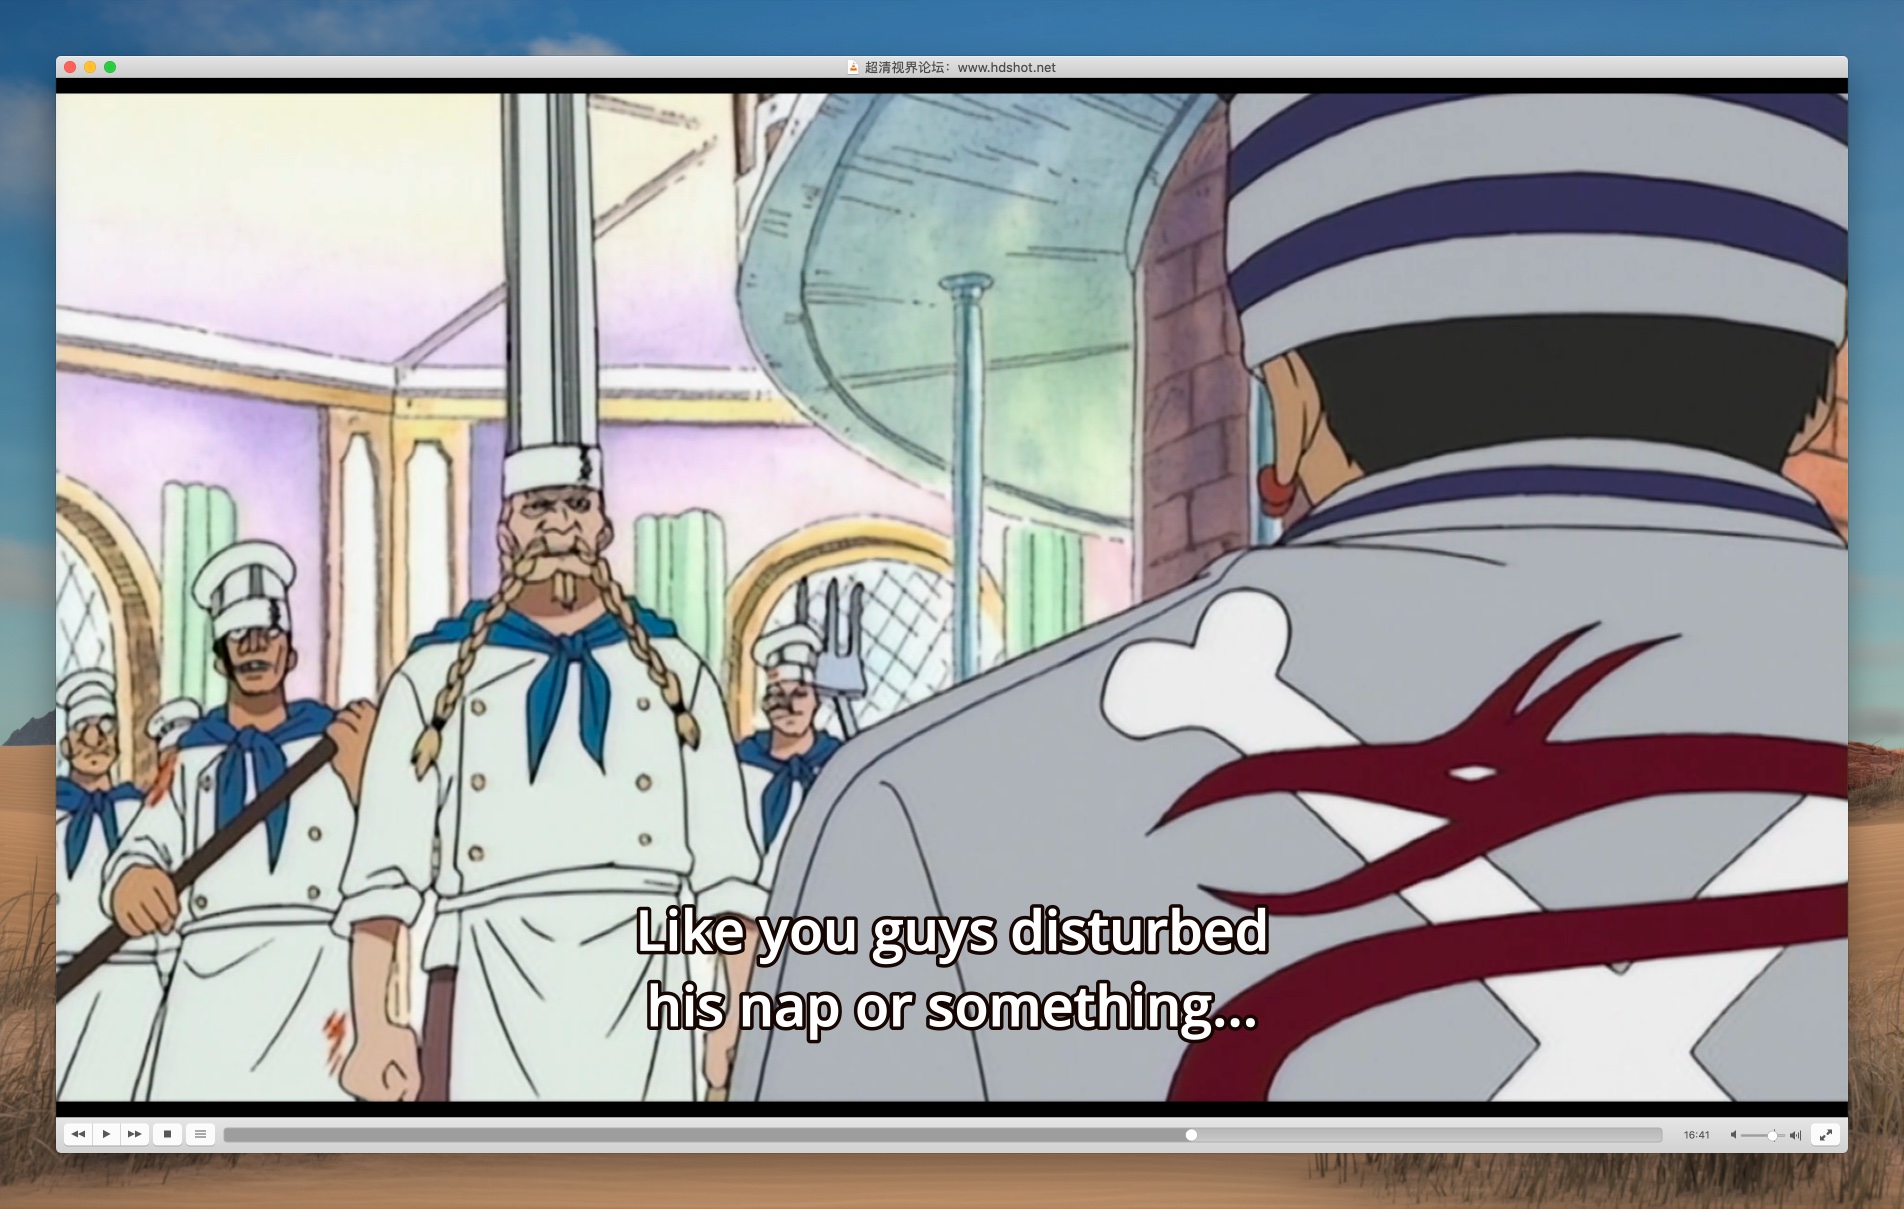 超清视界论坛：www.hdshot.net
Like you guys disturbed
his nap or something...
16:41